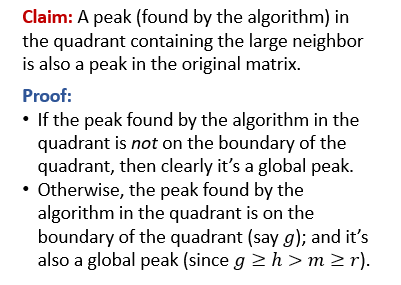 Claim: A peak (found by the algorithm) in
the quadrant containing the large neighbor
is also a peak in the original matrix.
Proof:
• If the peak found by the algorithm in the
quadrant is not on the boundary of the
quadrant, then clearly it's a global peak.
• Otherwise, the peak found by the
algorithm in the quadrant is on the
boundary of the quadrant (say g); and it's
also a global peak (since g ≥ h > m ≥ r).